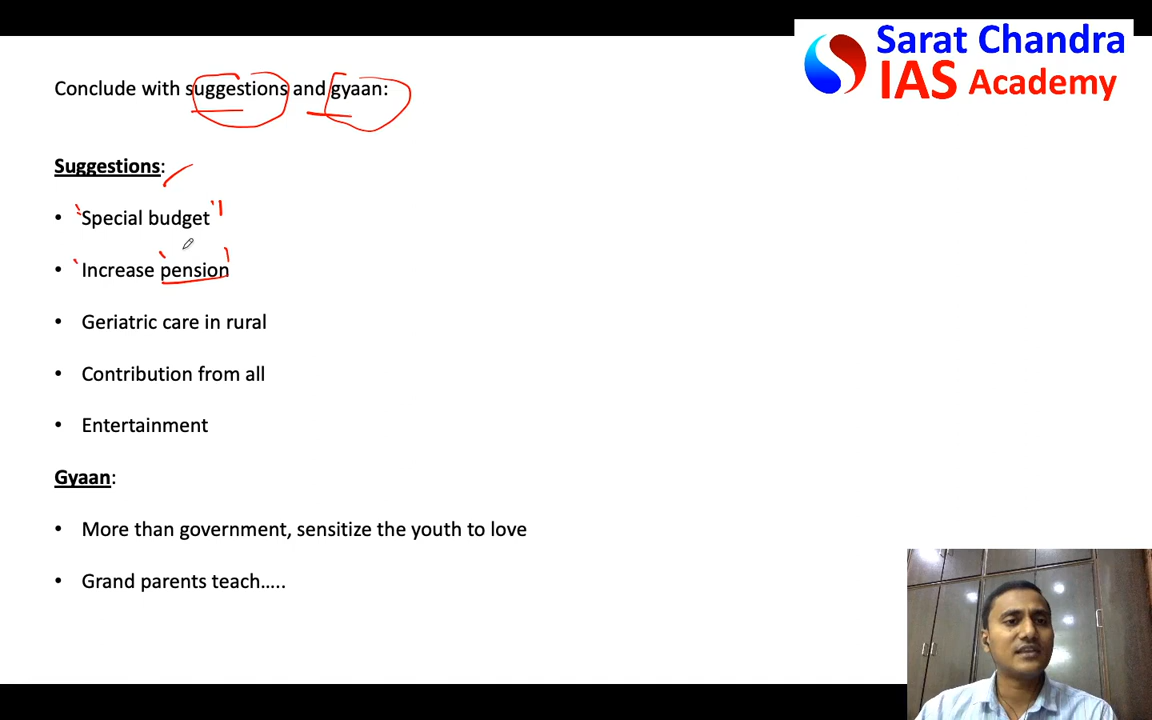 Sarat Chandra
IAS Academy
Conclude with suggestions and gyaan:
Suggestions:
• Special budget
• Increase pension
• Geriatric care in rural
• Contribution from all
• Entertainment
Gyaan:
• More than government, sensitize the youth to love
• Grand parents teach…..